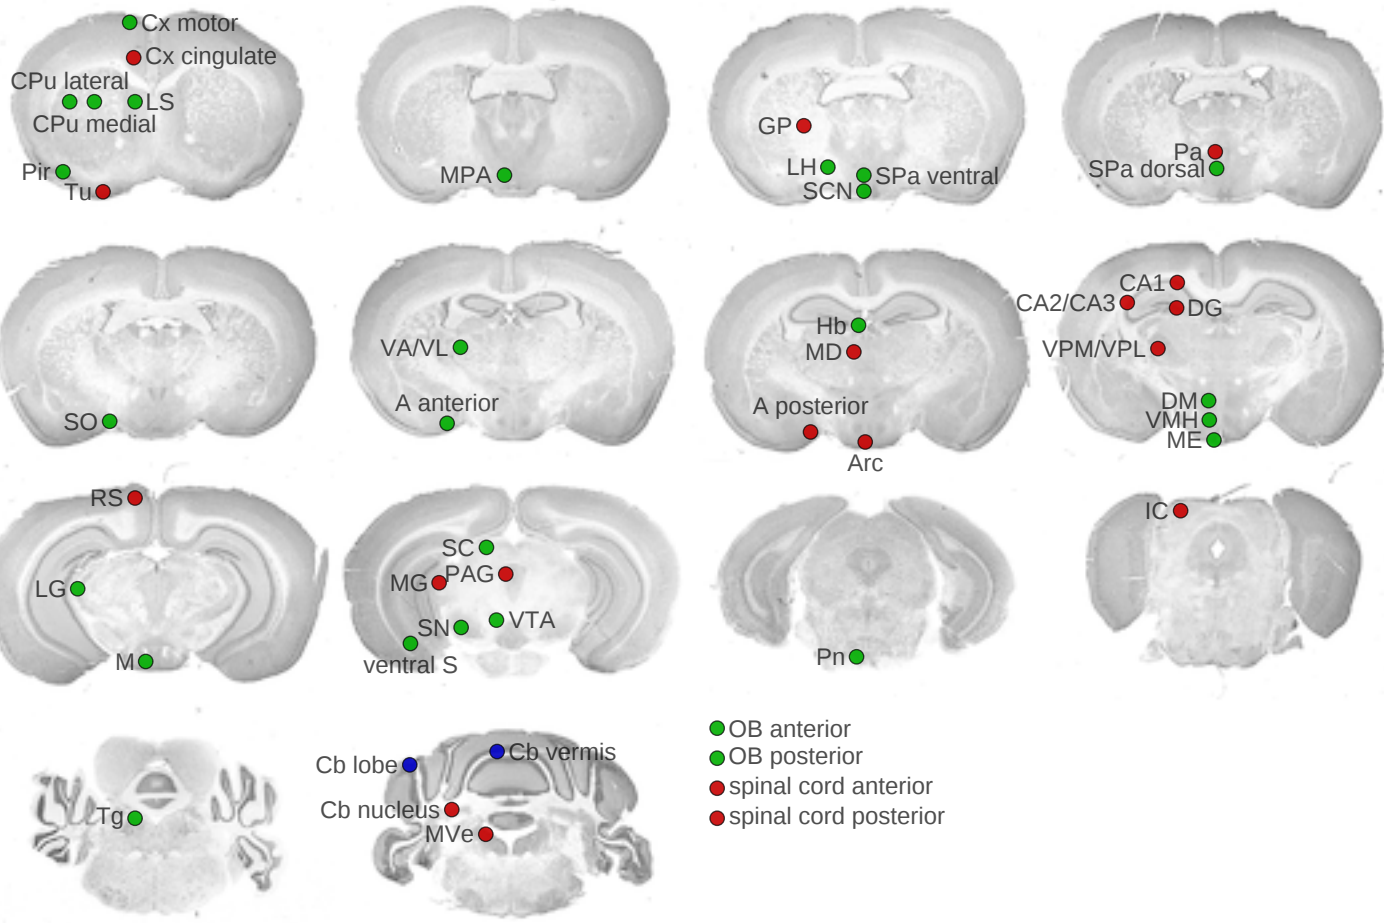 Cx motor
Cx cingulate
CPu lateral
LS
CPu medial
Pir
Tu
MPA
GP
LH
SPa ventral
SCN
Pa
SPa dorsal
SO
VA/VL
A anterior
Hb
MD
A posterior
Arc
CA1
CA2/CA3
DG
VPM/VPL
DM
VMH
ME
RS
LG
M
SC
MG
PAG
SN
VTA
ventral S
Pn
IC
Tg
Cb lobe
Cb vermis
Cb nucleus
MVe
OB anterior
OB posterior
spinal cord anterior
spinal cord posterior